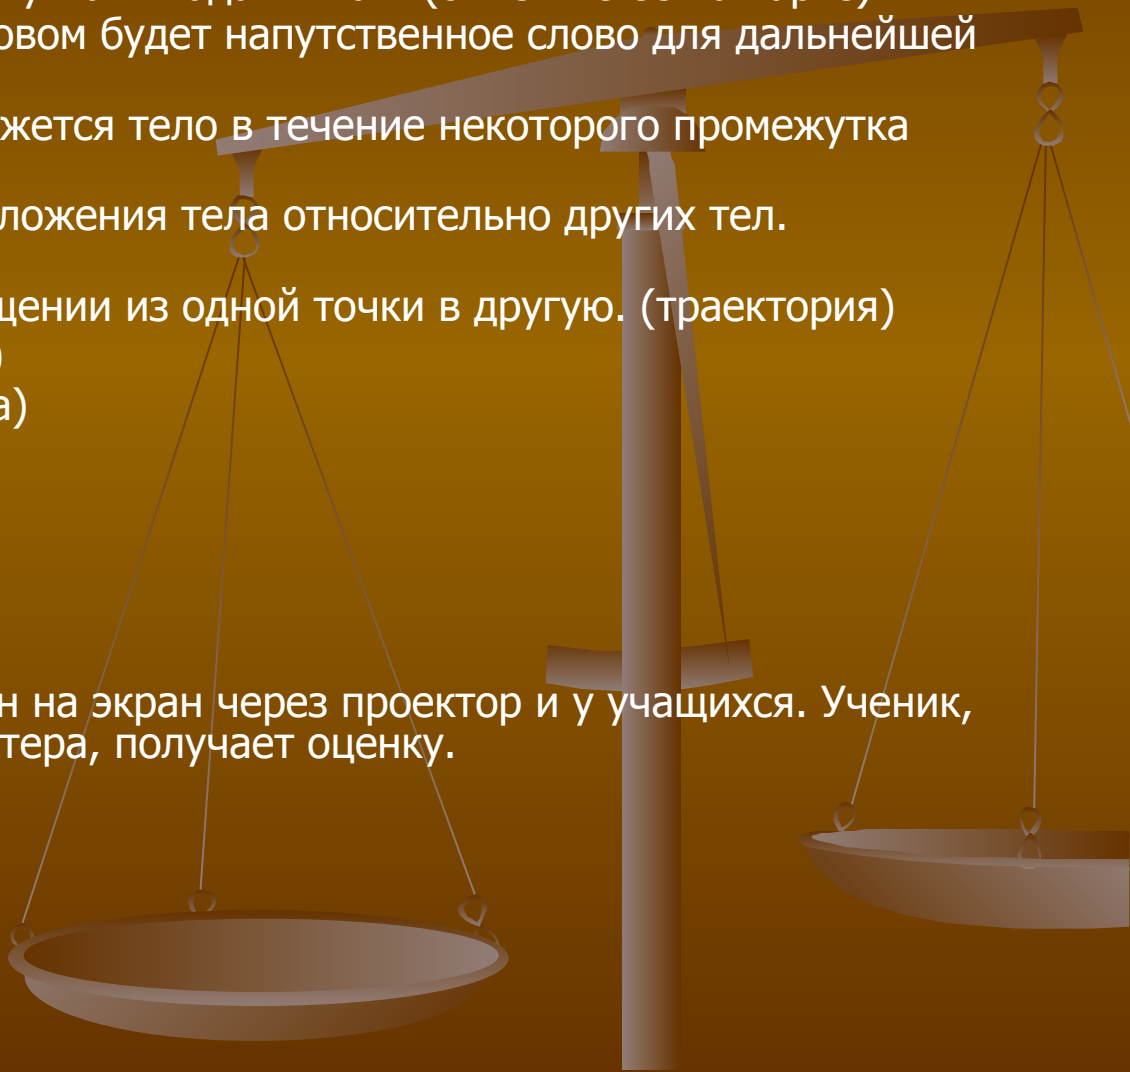 овом будет напутственное слово для дальнейшей
жется тело в течение некоторого промежутка
ложения тела относительно других тел.
щении из одной точки в другую. (траектория)
)
а)
н на экран через проектор и у учащихся. Ученик,
тера, получает оценку.